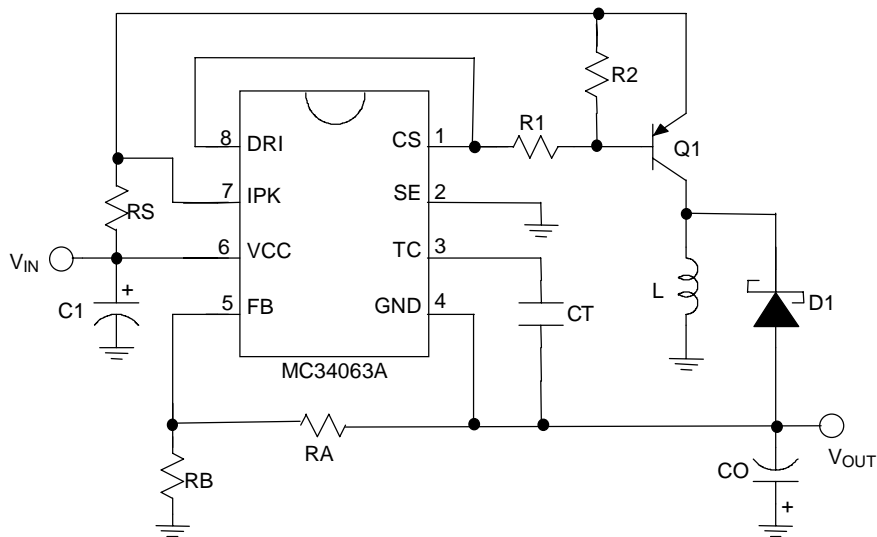 R2
R1
8 DRI CS 1
Q1
7 IPK SE 2
RS
VIN 6 VCC TC 3
L D1
C1 + 5 FB GND 4 CT
MC34063A
RA
VOUT
RB CO
+